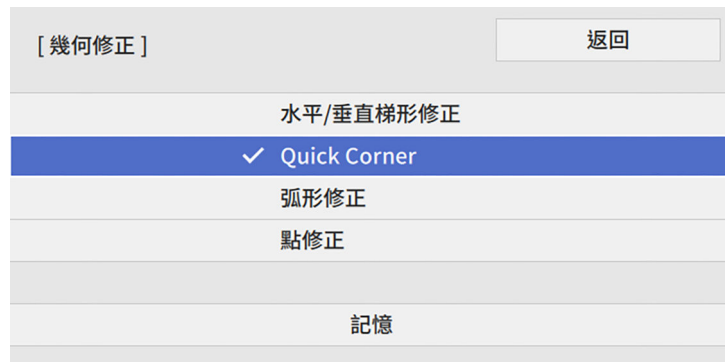 [ 幾何修正 ]
返回
水平/垂直梯形修正
Quick Corner
弧形修正
點修正
記憶